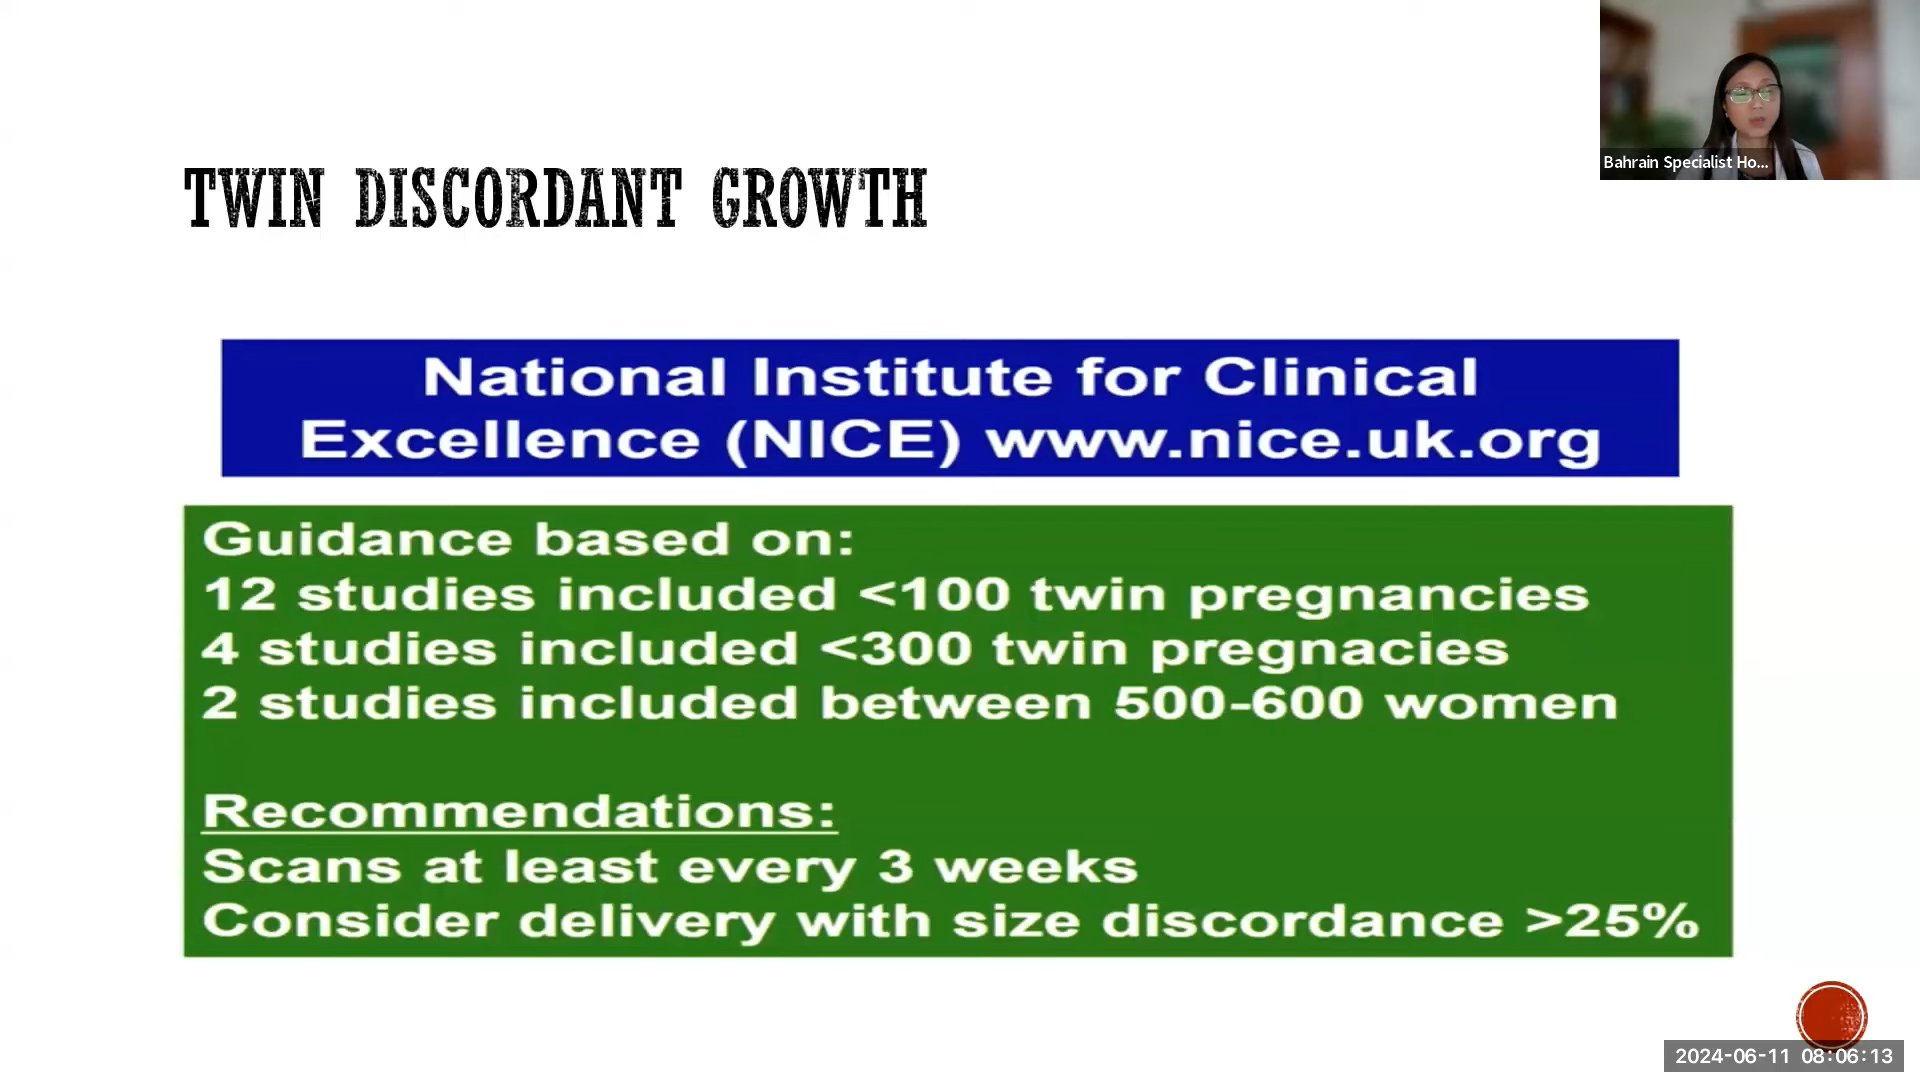 Bahrain Specialist Ho...
TWIN DISCORDANT GROWTH
National Institute for Clinical
Excellence (NICE) www.nice.uk.org
Guidance based on:
12 studies included <100 twin pregnancies
4 studies included <300 twin pregnacies
2 studies included between 500-600 women
Recommendations:
Scans at least every 3 weeks
Consider delivery with size discordance >25%
2024-06-11 08:06:13